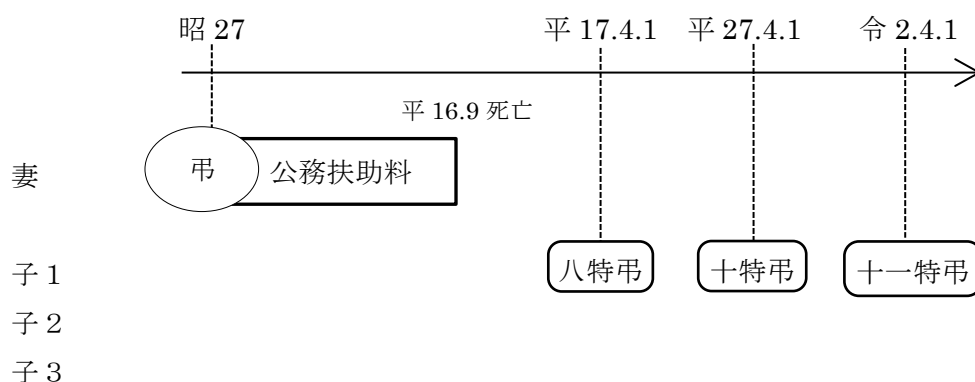 昭 27 平 17.4.1 平 27.4.1 令 2.4.1
平 16.9 死亡
妻 弔 公務扶助料
子 1 八特弔 十特弔 十一特弔
子 2
子 3